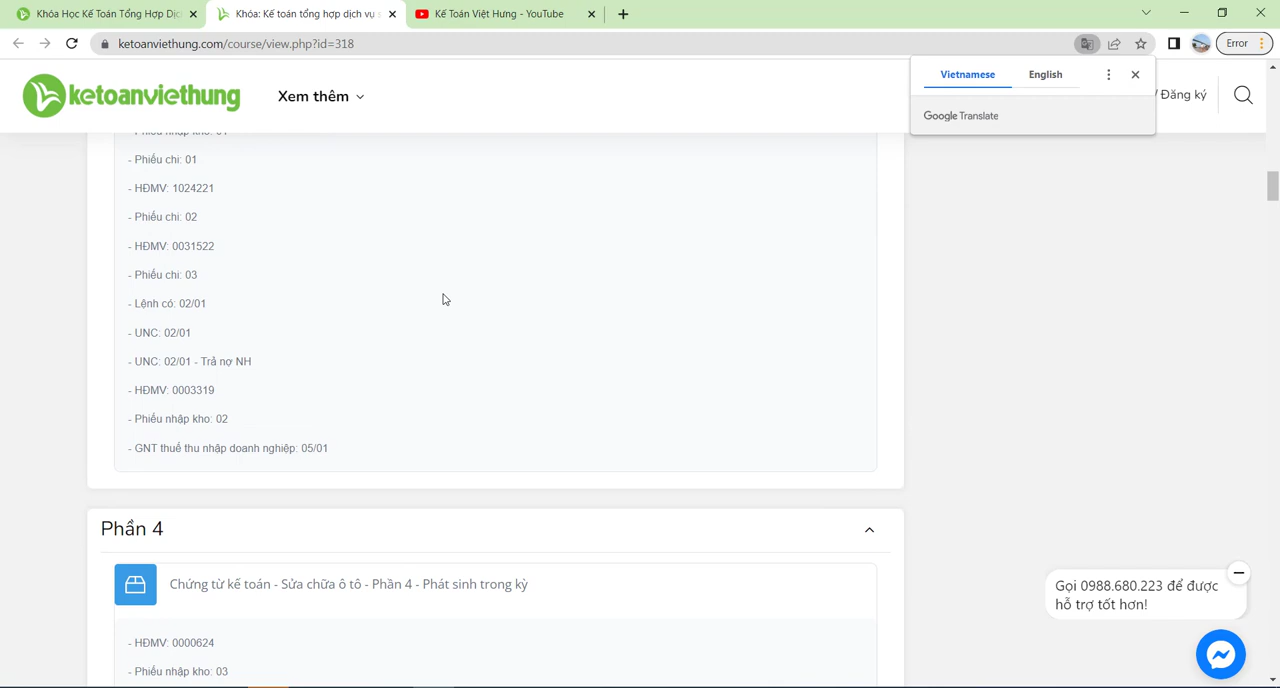 Khóa Học Kế Toán Tổng Hợp Dịc
Khóa: Kế toán tổng hợp dịch vụ s
Kế Toán Việt Hưng - YouTube
ketoanviethung.com/course/view.php?id=318
Error
ketoanviethung
Xem thêm
Vietnamese
English
Google Translate
/ Đăng ký
- Phiếu nhập kho: 01
- Phiếu chi: 01
- HĐMV: 1024221
- Phiếu chi: 02
- HĐMV: 0031522
- Phiếu chi: 03
- Lệnh có: 02/01
- UNC: 02/01
- UNC: 02/01 - Trả nợ NH
- HĐMV: 0003319
- Phiếu nhập kho: 02
- GNT thuế thu nhập doanh nghiệp: 05/01
Phần 4
Chứng từ kế toán - Sửa chữa ô tô - Phần 4 - Phát sinh trong kỳ
- HĐMV: 0000624
- Phiếu nhập kho: 03
Gọi 0988.680.223 để được
hỗ trợ tốt hơn!